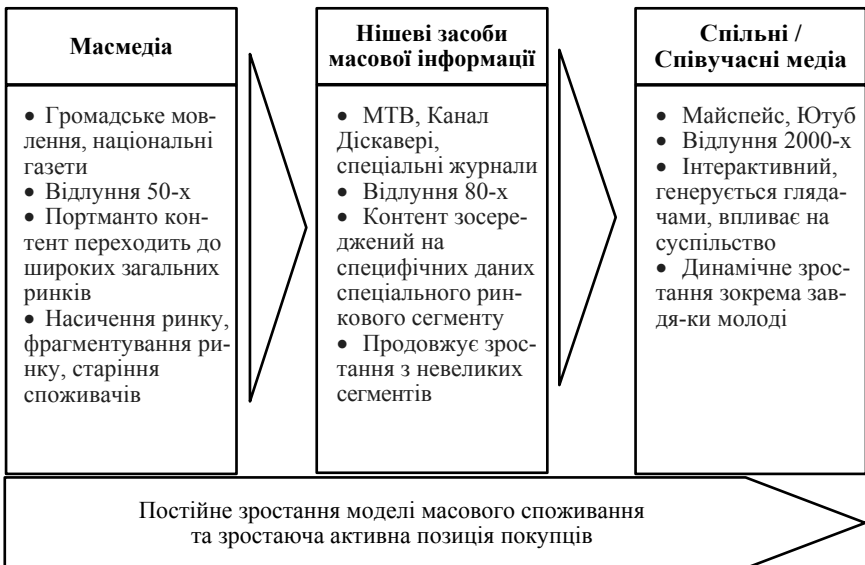 Масмедіа
• Громадське мов-
лення, національні
газети
• Відлуння 50-х
• Портманто кон-
тент переходить до
широких загальних
ринків
• Насичення ринку,
фрагментування ри-
нку, старіння
споживачів
Нішеві засоби
масової інформації
• МТВ, Канал
Діскавері,
спеціальні журнали
• Відлуння 80-х
• Контент зосере-
джений на
специфічних даних
спеціального рин-
кового сегменту
• Продовжує зрос-
тання з невеликих
сегментів
Спільні /
Співучасні медіа
• Майспейс, Ютуб
• Відлуння 2000-х
• Інтерактивний,
генерується гляда-
чами, впливає на
суспільство
• Динамічне зрос-
тання зокрема зав-
дя-ки молоді
Постійне зростання моделі масового споживання
та зростаюча активна позиція покупців